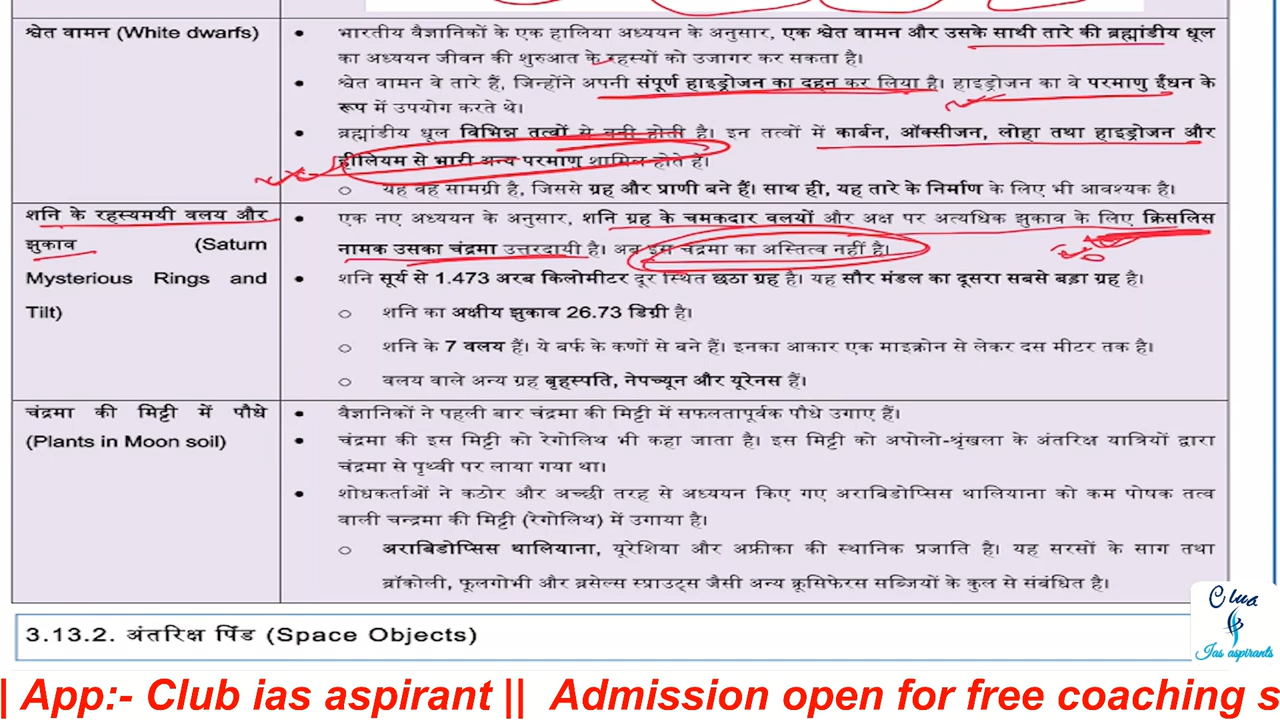 श्वेत वामन (White dwarfs)
• भारतीय वैज्ञानिकों के एक हालिया अध्ययन के अनुसार, एक श्वेत वामन और उसके साथी तारे की ब्रह्मांडीय धूल
का अध्ययन जीवन की शुरुआत के रहस्यों को उजागर कर सकता है।
• श्वेत वामन वे तारे हैं, जिन्होंने अपनी संपूर्ण हाइड्रोजन का दहन कर लिया है। हाइड्रोजन का वे परमाणु ईंधन के
रूप में उपयोग करते थे।
• ब्रह्मांडीय धूल विभिन्न तत्वों से बनी होती है। इन तत्वों में कार्बन, ऑक्सीजन, लोहा तथा हाइड्रोजन और
हीलियम से भारी अन्य परमाणु शामिल होते हैं।
o यह वह सामग्री है, जिससे ग्रह और प्राणी बने हैं। साथ ही, यह तारे के निर्माण के लिए भी आवश्यक है।
शनि के रहस्यमयी वलय और
झुकाव (Saturn
Mysterious Rings and
Tilt)
• एक नए अध्ययन के अनुसार, शनि ग्रह के चमकदार वलयों और अक्ष पर अत्यधिक झुकाव के लिए क्रिसलिस
नामक उसका चंद्रमा उत्तरदायी है। अब इस चंद्रमा का अस्तित्व नहीं है।
• शनि सूर्य से 1.473 अरब किलोमीटर दूर स्थित छठा ग्रह है। यह सौर मंडल का दूसरा सबसे बड़ा ग्रह है।
o शनि का अक्षीय झुकाव 26.73 डिग्री है।
o शनि के 7 वलय हैं। ये बर्फ के कणों से बने हैं। इनका आकार एक माइक्रोन से लेकर दस मीटर तक है।
o वलय वाले अन्य ग्रह बृहस्पति, नेपच्यून और यूरेनस हैं।
चंद्रमा की मिट्टी में पौधे
(Plants in Moon soil)
• वैज्ञानिकों ने पहली बार चंद्रमा की मिट्टी में सफलतापूर्वक पौधे उगाए हैं।
• चंद्रमा की इस मिट्टी को रेगोलिथ भी कहा जाता है। इस मिट्टी को अपोलो-श्रृंखला के अंतरिक्ष यात्रियों द्वारा
चंद्रमा से पृथ्वी पर लाया गया था।
• शोधकर्ताओं ने कठोर और अच्छी तरह से अध्ययन किए गए अराबिडोप्सिस थालियाना को कम पोषक तत्व
वाली चन्द्रमा की मिट्टी (रेगोलिथ) में उगाया है।
o अराबिडोप्सिस थालियाना, यूरेशिया और अफ्रीका की स्थानिक प्रजाति है। यह सरसों के साग तथा
ब्रॉकोली, फूलगोभी और ब्रसेल्स स्प्राउट्स जैसी अन्य क्रूसिफेरस सब्जियों के कुल से संबंधित है।
3.13.2. अंतरिक्ष पिंड (Space Objects)
Club
Ias aspirants
| App:- Club ias aspirant || Admission open for free coaching s